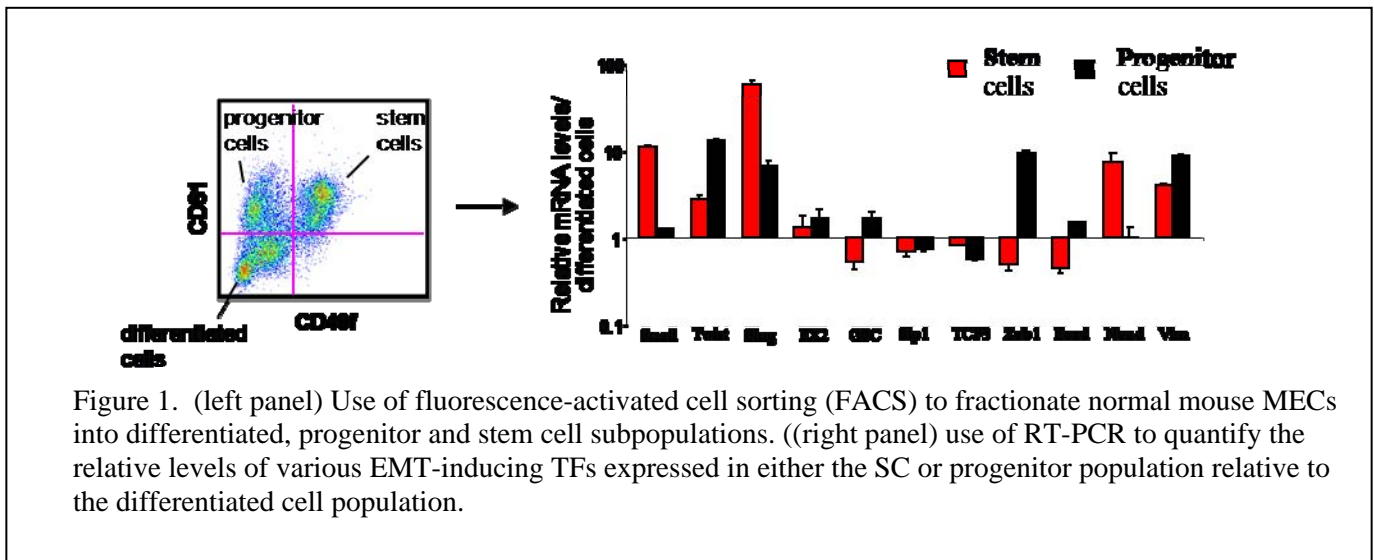 100
10
1
0.1
Relative mRNA levels/
differentiated cells
Stem
cells
Progenitor
cells
progenitor
cells
stem
cells
differentiated
cells
CD49f
Snail
Twist
Slug
GSC
Sip1
Zeb1
Vim
Figure 1. (left panel) Use of fluorescence-activated cell sorting (FACS) to fractionate normal mouse MECs
into differentiated, progenitor and stem cell subpopulations. ((right panel) use of RT-PCR to quantify the
relative levels of various EMT-inducing TFs expressed in either the SC or progenitor population relative to
the differentiated cell population.